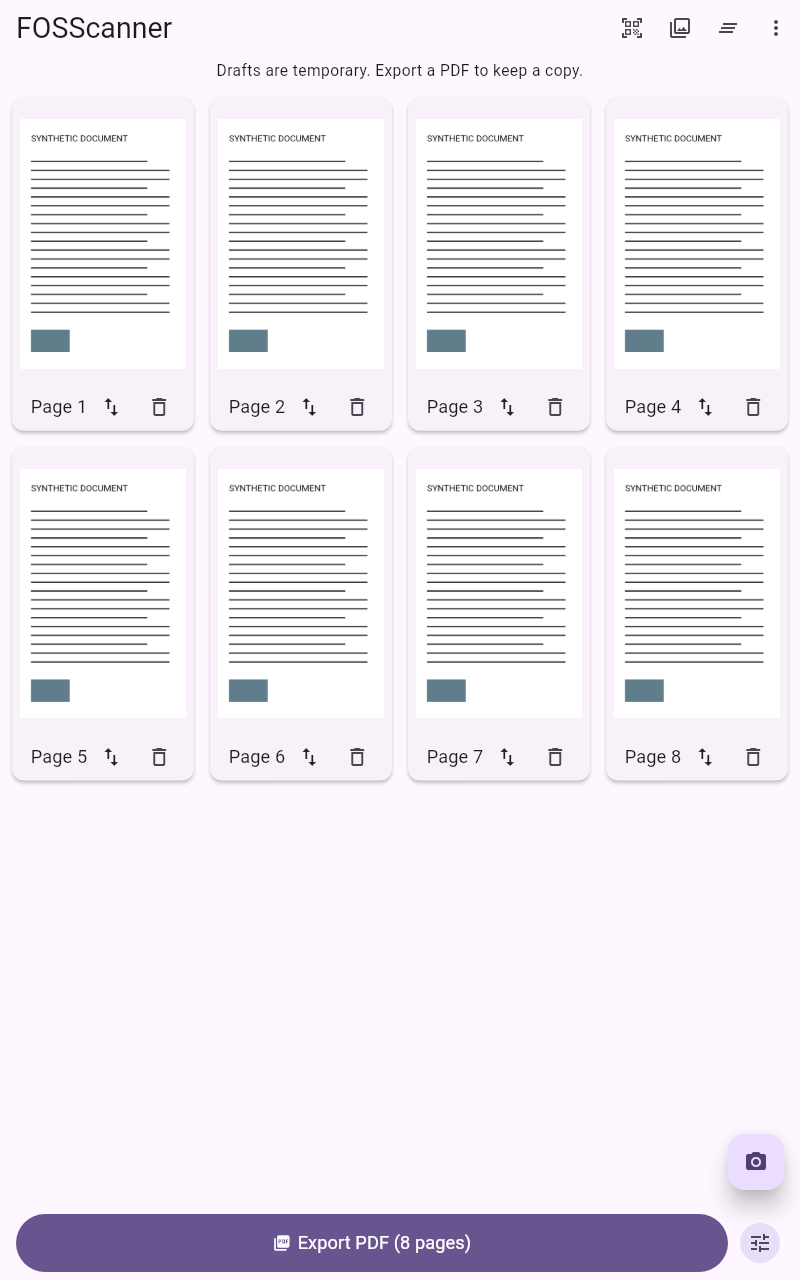 FOSScanner
Drafts are temporary. Export a PDF to keep a copy.
SYNTHETIC DOCUMENT
SYNTHETIC DOCUMENT
SYNTHETIC DOCUMENT
SYNTHETIC DOCUMENT
Page 1
Page 2
Page 3
Page 4
SYNTHETIC DOCUMENT
SYNTHETIC DOCUMENT
SYNTHETIC DOCUMENT
SYNTHETIC DOCUMENT
Page 5
Page 6
Page 7
Page 8
PDF Export PDF (8 pages)